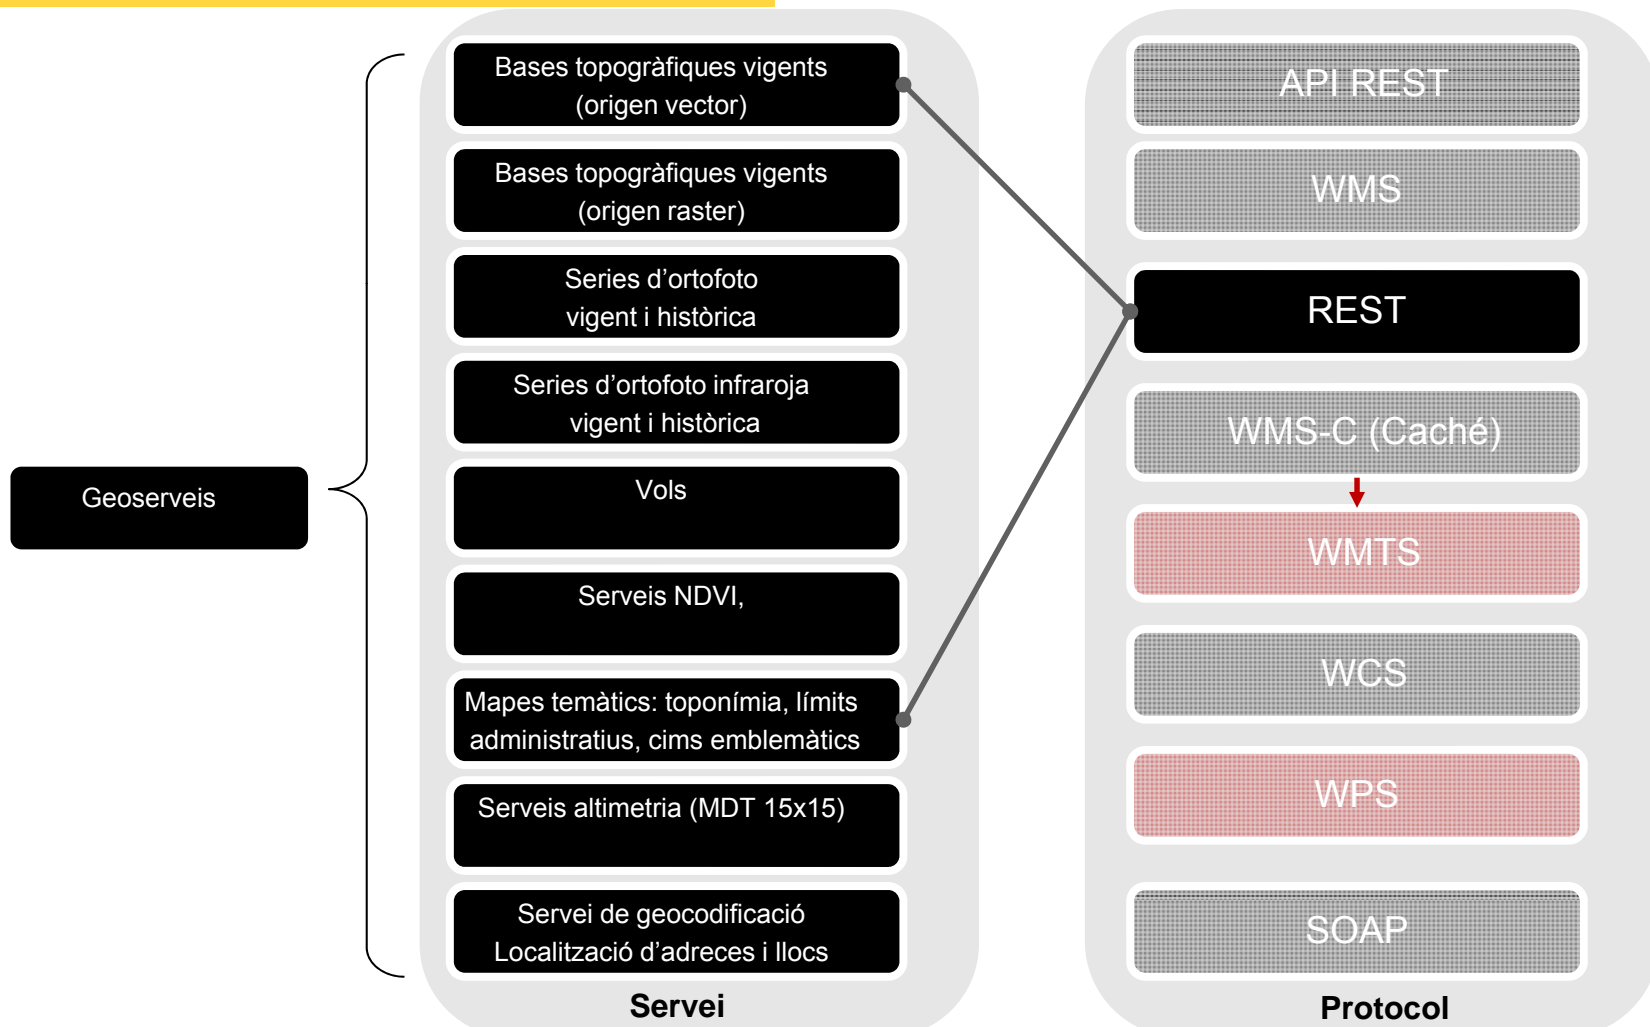 Geoserveis
Bases topogràfiques vigents
(origen vector)
Bases topogràfiques vigents
(origen raster)
Series d’ortofoto
vigent i històrica
Series d’ortofoto infraroja
vigent i històrica
Vols
Serveis NDVI,
Mapes temàtics: toponímia, límits
administratius, cims emblemàtics
Serveis altimetria (MDT 15x15)
Servei de geocodificació
Localització d’adreces i llocs
Servei
API REST
WMS
REST
WMS-C (Caché)
WMTS
WCS
WPS
SOAP
Protocol